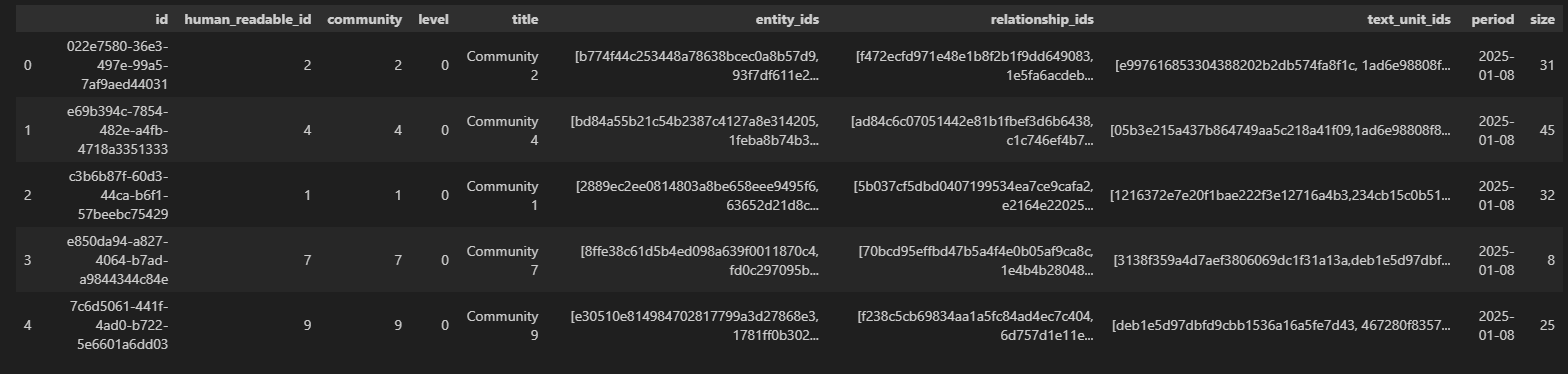 id human_readable_id community level title entity_ids relationship_ids text_unit_ids period size
0 022e7580-36e3-497e-99a5-7af9aed44031 2 2 0 Community 2 [b774f44c253448a78638bcec0a8b57d9, 93f7df611e2... [f472ecfd971e48e1b8f2b1f9dd649083, 1e5fa6acdeb... [e997616853304388202b2db574fa8f1c, 1ad6e98808f... 2025-01-08 31
1 e69b394c-7854-482e-a4fb-4718a3351333 4 4 0 Community 4 [bd84a55b21c54b2387c4127a8e314205, 1feba8b74b3... [ad84c6c07051442e81b1fbef3d6b6438, c1c746ef4b7... [05b3e215a437b864749aa5c218a41f09,1ad6e98808f8... 2025-01-08 45
2 c3b6b87f-60d3-44ca-b6f1-57beebc75429 1 1 0 Community 1 [2889ec2ee0814803a8be658eee9495f6, 63652d21d8c... [5b037cf5dbd0407199534ea7ce9cafa2, e2164e22025... [1216372e7e20f1bae222f3e12716a4b3,234cb15c0b51... 2025-01-08 32
3 e850da94-a827-4064-b7ad-a9844344c84e 7 7 0 Community 7 [8ffe38c61d5b4ed098a639f0011870c4, fd0c297095b... [70bcd95effbd47b5a4f4e0b05af9ca8c, 1e4b4b28048... [3138f359a4d7aef3806069dc1f31a13a,deb1e5d97dbf... 2025-01-08 8
4 7c6d5061-441f-4ad0-b722-5e6601a6dd03 9 9 0 Community 9 [e30510e814984702817799a3d27868e3, 1781ff0b302... [f238c5cb69834aa1a5fc84ad4ec7c404, 6d757d1e11e... [deb1e5d97dbfd9cbb1536a16a5fe7d43, 467280f8357... 2025-01-08 25